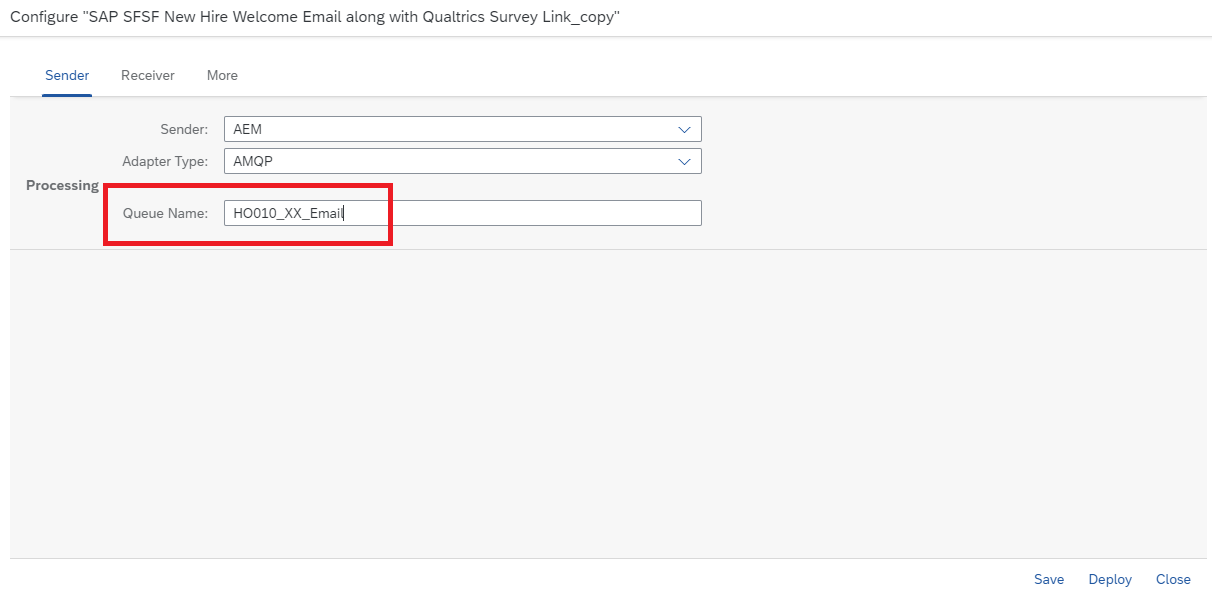 Configure "SAP SFSF New Hire Welcome Email along with Qualtrics Survey Link_copy"
Sender Receiver More
Sender: AEM
Adapter Type: AMQP
Processing
Queue Name: HO010_XX_Email
Save Deploy Close